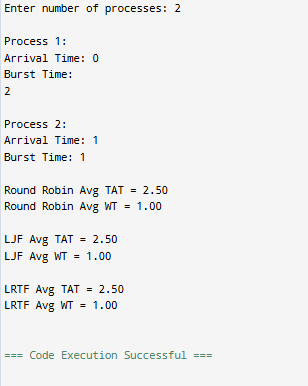 Enter number of processes: 2
Process 1:
Arrival Time: 0
Burst Time:
2
Process 2:
Arrival Time: 1
Burst Time: 1
Round Robin Avg TAT = 2.50
Round Robin Avg WT = 1.00
LJF Avg TAT = 2.50
LJF Avg WT = 1.00
LRTF Avg TAT = 2.50
LRTF Avg WT = 1.00
=== Code Execution Successful ===